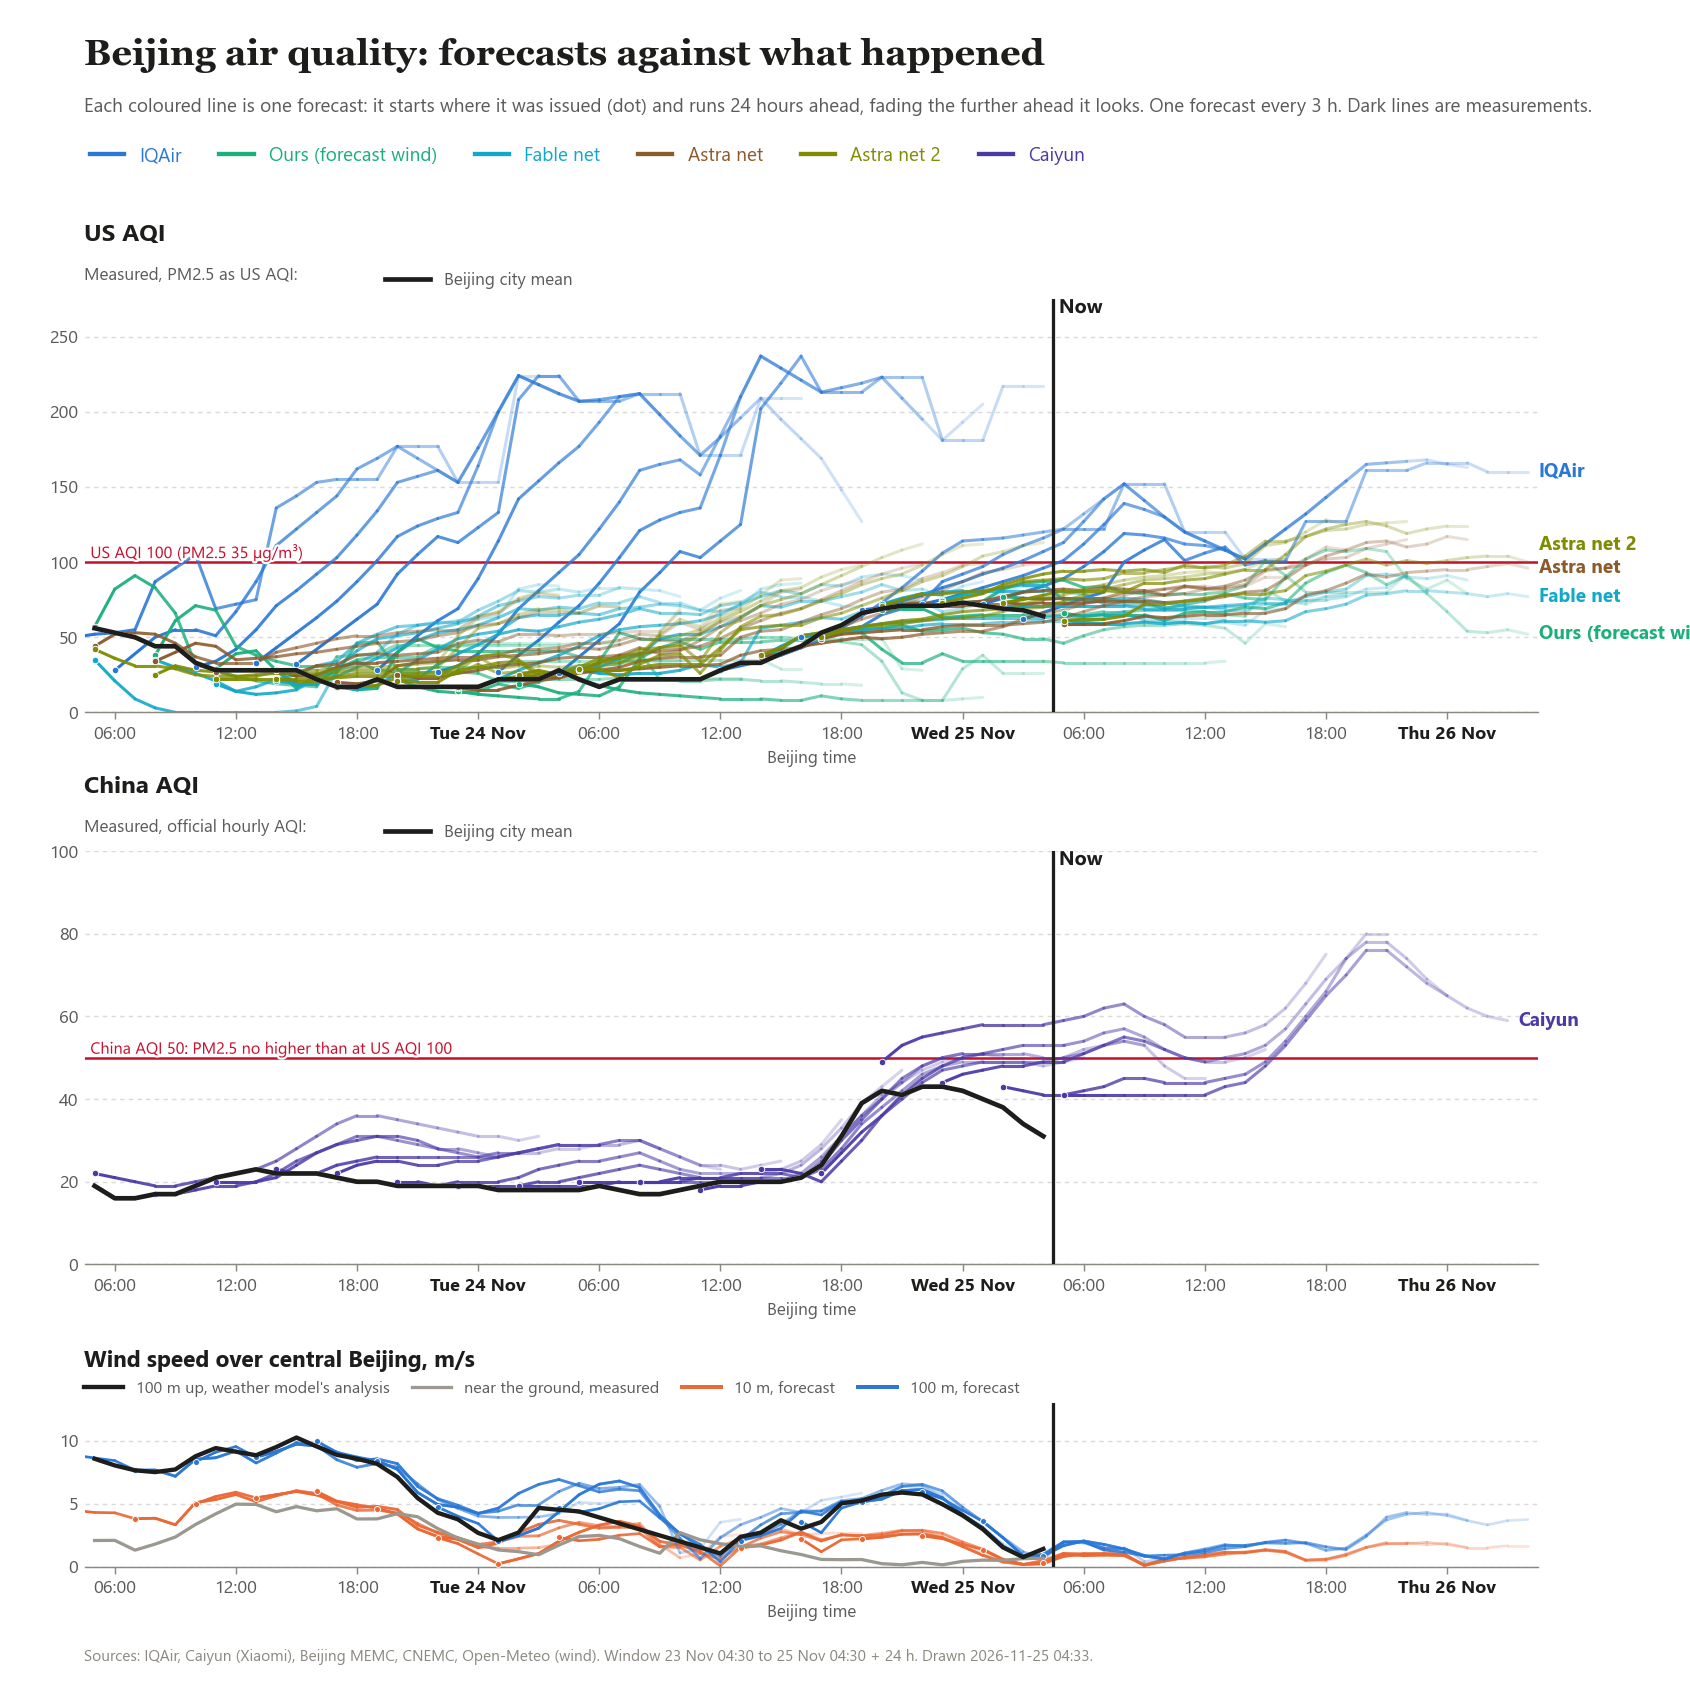 Beijing air quality: forecasts against what happened
Each coloured line is one forecast: it starts where it was issued (dot) and runs 24 hours ahead, fading the further ahead it looks. One forecast every 3 h. Dark lines are measurements.
IQAir Ours (forecast wind) Fable net Astra net Astra net 2 Caiyun
US AQI
Measured, PM2.5 as US AQI: Beijing city mean
Now
250
200
150
100
50
0
US AQI 100 (PM2.5 35 µg/m³)
IQAir
Astra net 2
Astra net
Fable net
Ours (forecast wi
06:00 12:00 18:00 Tue 24 Nov 06:00 12:00 18:00 Wed 25 Nov 06:00 12:00 18:00 Thu 26 Nov
Beijing time
China AQI
Measured, official hourly AQI: Beijing city mean
Now
100
80
60
40
20
0
China AQI 50: PM2.5 no higher than at US AQI 100
Caiyun
06:00 12:00 18:00 Tue 24 Nov 06:00 12:00 18:00 Wed 25 Nov 06:00 12:00 18:00 Thu 26 Nov
Beijing time
Wind speed over central Beijing, m/s
100 m up, weather model's analysis near the ground, measured 10 m, forecast 100 m, forecast
10
5
0
06:00 12:00 18:00 Tue 24 Nov 06:00 12:00 18:00 Wed 25 Nov 06:00 12:00 18:00 Thu 26 Nov
Beijing time
Sources: IQAir, Caiyun (Xiaomi), Beijing MEMC, CNEMC, Open-Meteo (wind). Window 23 Nov 04:30 to 25 Nov 04:30 + 24 h. Drawn 2026-11-25 04:33.